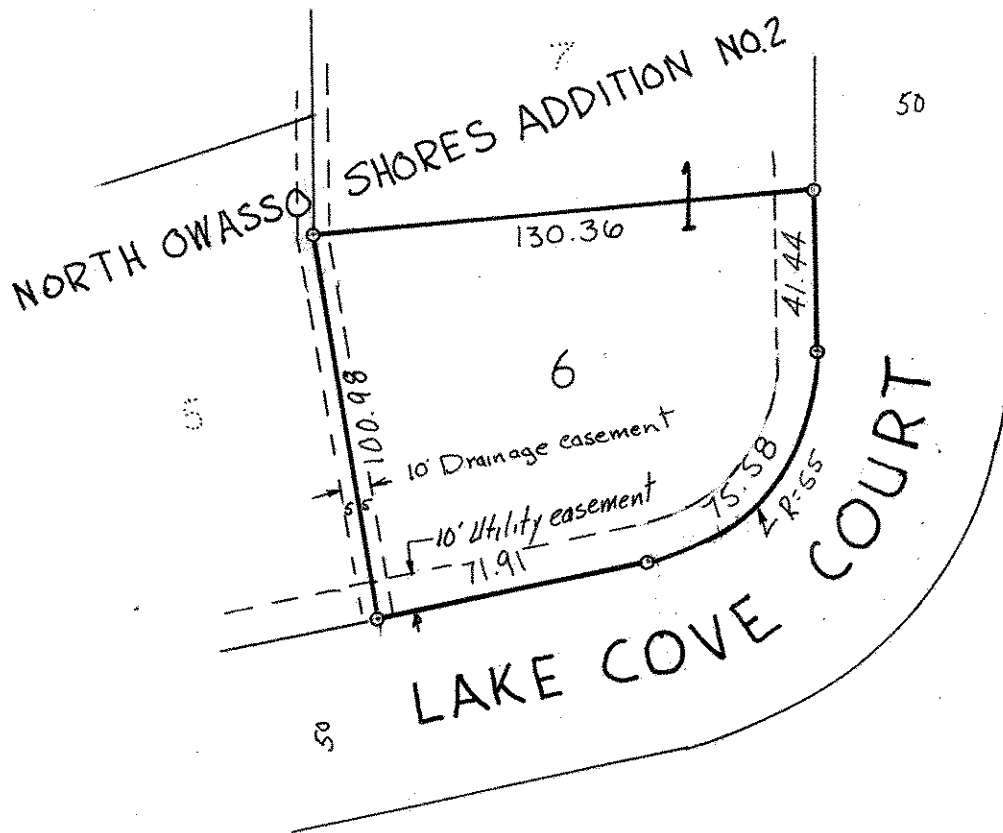 7
50
NORTH OWASSO SHORES ADDITION NO.2
1
130.36
41.44
6
5
100.98
10' Drainage easement
5 5
10' Utility easement
75.58
R=55
71.91
LAKE COVE COURT
50